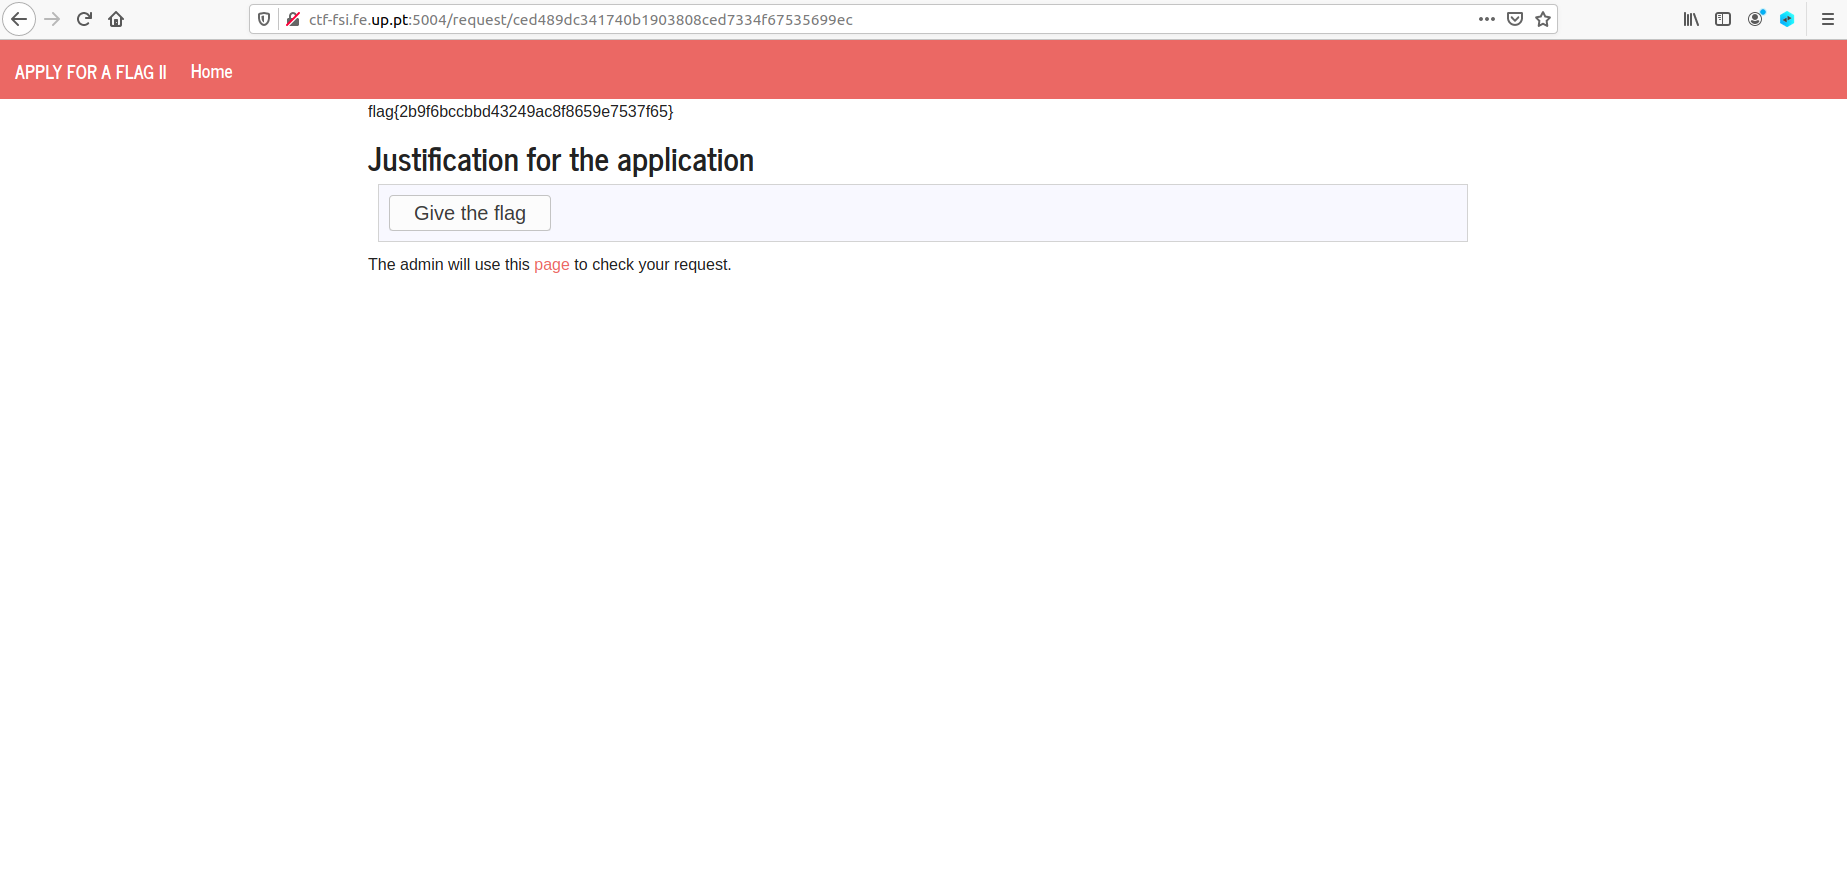 ctf-fsi.fe.up.pt:5004/request/ced489dc341740b1903808ced7334f67535699ec
APPLY FOR A FLAG II Home
flag{2b9f6bccbbd43249ac8f8659e7537f65}
Justification for the application
Give the flag
The admin will use this page to check your request.